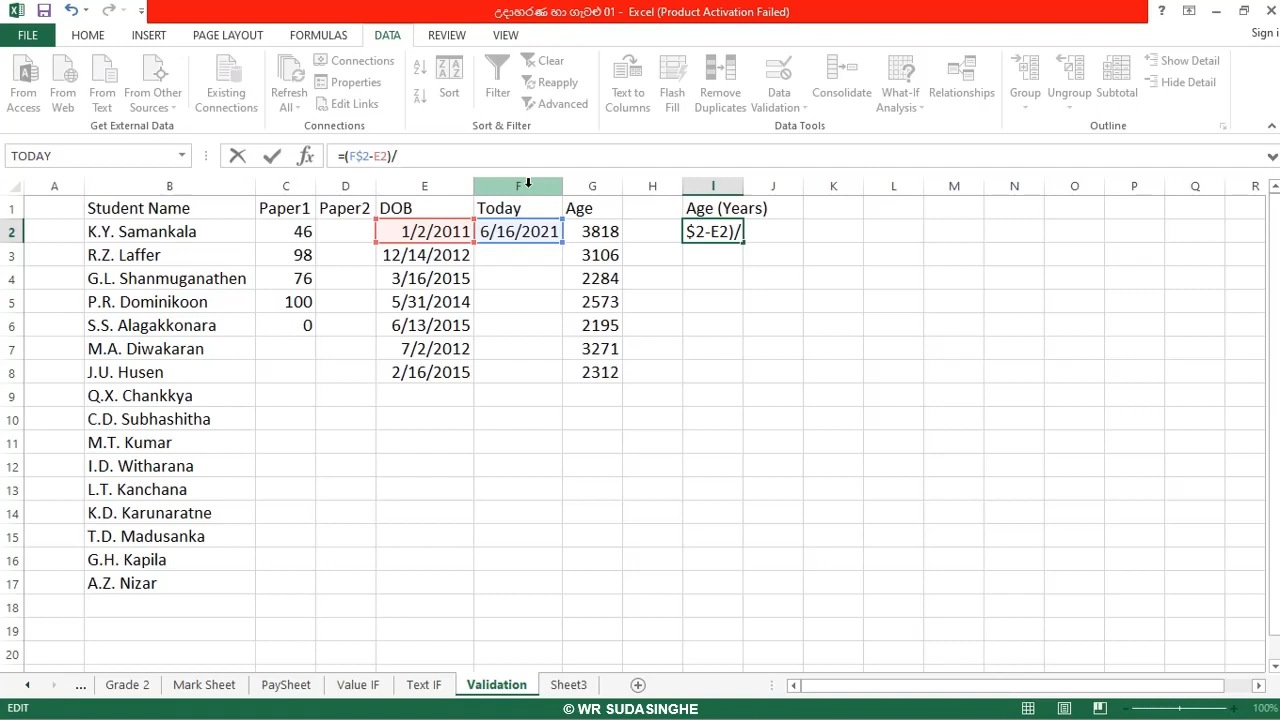 උදාහරණ හා ගැටළු 01 - Excel (Product Activation Failed)
FILE HOME INSERT PAGE LAYOUT FORMULAS DATA REVIEW VIEW Sign i
From Access From Web From Text From Other Sources Existing Connections Refresh All Connections Properties Edit Links Sort Filter Clear Reapply Advanced Text to Columns Flash Fill Remove Duplicates Data Validation Consolidate What-If Analysis Relationships Group Ungroup Subtotal Show Detail Hide Detail
Get External Data Connections Sort & Filter Data Tools Outline
TODAY =(F$2-E2)/
A B C D E F G H I J K L M N O P Q R
1 Student Name Paper1 Paper2 DOB Today Age Age (Years)
2 K.Y. Samankala 46 1/2/2011 6/16/2021 3818 $2-E2)/
3 R.Z. Laffer 98 12/14/2012 3106
4 G.L. Shanmuganathen 76 3/16/2015 2284
5 P.R. Dominikoon 100 5/31/2014 2573
6 S.S. Alagakkonara 0 6/13/2015 2195
7 M.A. Diwakaran 7/2/2012 3271
8 J.U. Husen 2/16/2015 2312
9 Q.X. Chankkya
10 C.D. Subhashitha
11 M.T. Kumar
12 I.D. Witharana
13 L.T. Kanchana
14 K.D. Karunaratne
15 T.D. Madusanka
16 G.H. Kapila
17 A.Z. Nizar
18
19
20
... Grade 2 Mark Sheet PaySheet Value IF Text IF Validation Sheet3
EDIT © WR SUDASINGHE 100%